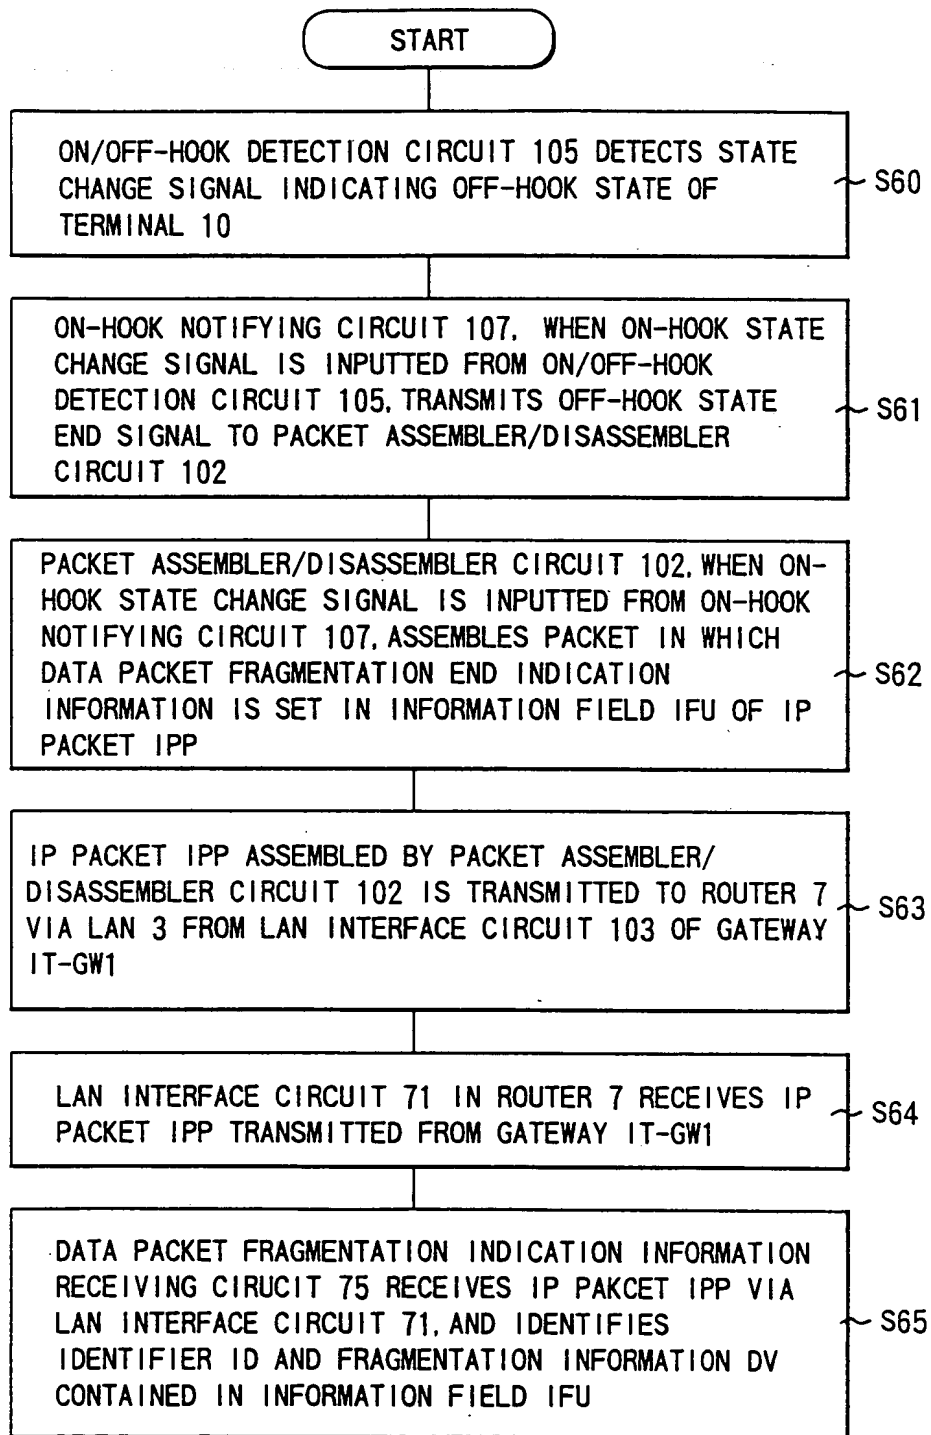 START
ON/OFF-HOOK DETECTION CIRCUIT 105 DETECTS STATE
CHANGE SIGNAL INDICATING OFF-HOOK STATE OF
TERMINAL 10
S60
ON-HOOK NOTIFYING CIRCUIT 107, WHEN ON-HOOK STATE
CHANGE SIGNAL IS INPUTTED FROM ON/OFF-HOOK
DETECTION CIRCUIT 105, TRANSMITS OFF-HOOK STATE
END SIGNAL TO PACKET ASSEMBLER/DISASSEMBLER
CIRCUIT 102
S61
PACKET ASSEMBLER/DISASSEMBLER CIRCUIT 102, WHEN ON-
HOOK STATE CHANGE SIGNAL IS INPUTTED FROM ON-HOOK
NOTIFYING CIRCUIT 107, ASSEMBLES PACKET IN WHICH
DATA PACKET FRAGMENTATION END INDICATION
INFORMATION IS SET IN INFORMATION FIELD IFU OF IP
PACKET IPP
S62
IP PACKET IPP ASSEMBLED BY PACKET ASSEMBLER/
DISASSEMBLER CIRCUIT 102 IS TRANSMITTED TO ROUTER 7
VIA LAN 3 FROM LAN INTERFACE CIRCUIT 103 OF GATEWAY
IT-GW1
S63
LAN INTERFACE CIRCUIT 71 IN ROUTER 7 RECEIVES IP
PACKET IPP TRANSMITTED FROM GATEWAY IT-GW1
S64
DATA PACKET FRAGMENTATION INDICATION INFORMATION
RECEIVING CIRUCIT 75 RECEIVES IP PAKCET IPP VIA
LAN INTERFACE CIRCUIT 71, AND IDENTIFIES
IDENTIFIER ID AND FRAGMENTATION INFORMATION DV
CONTAINED IN INFORMATION FIELD IFU
S65